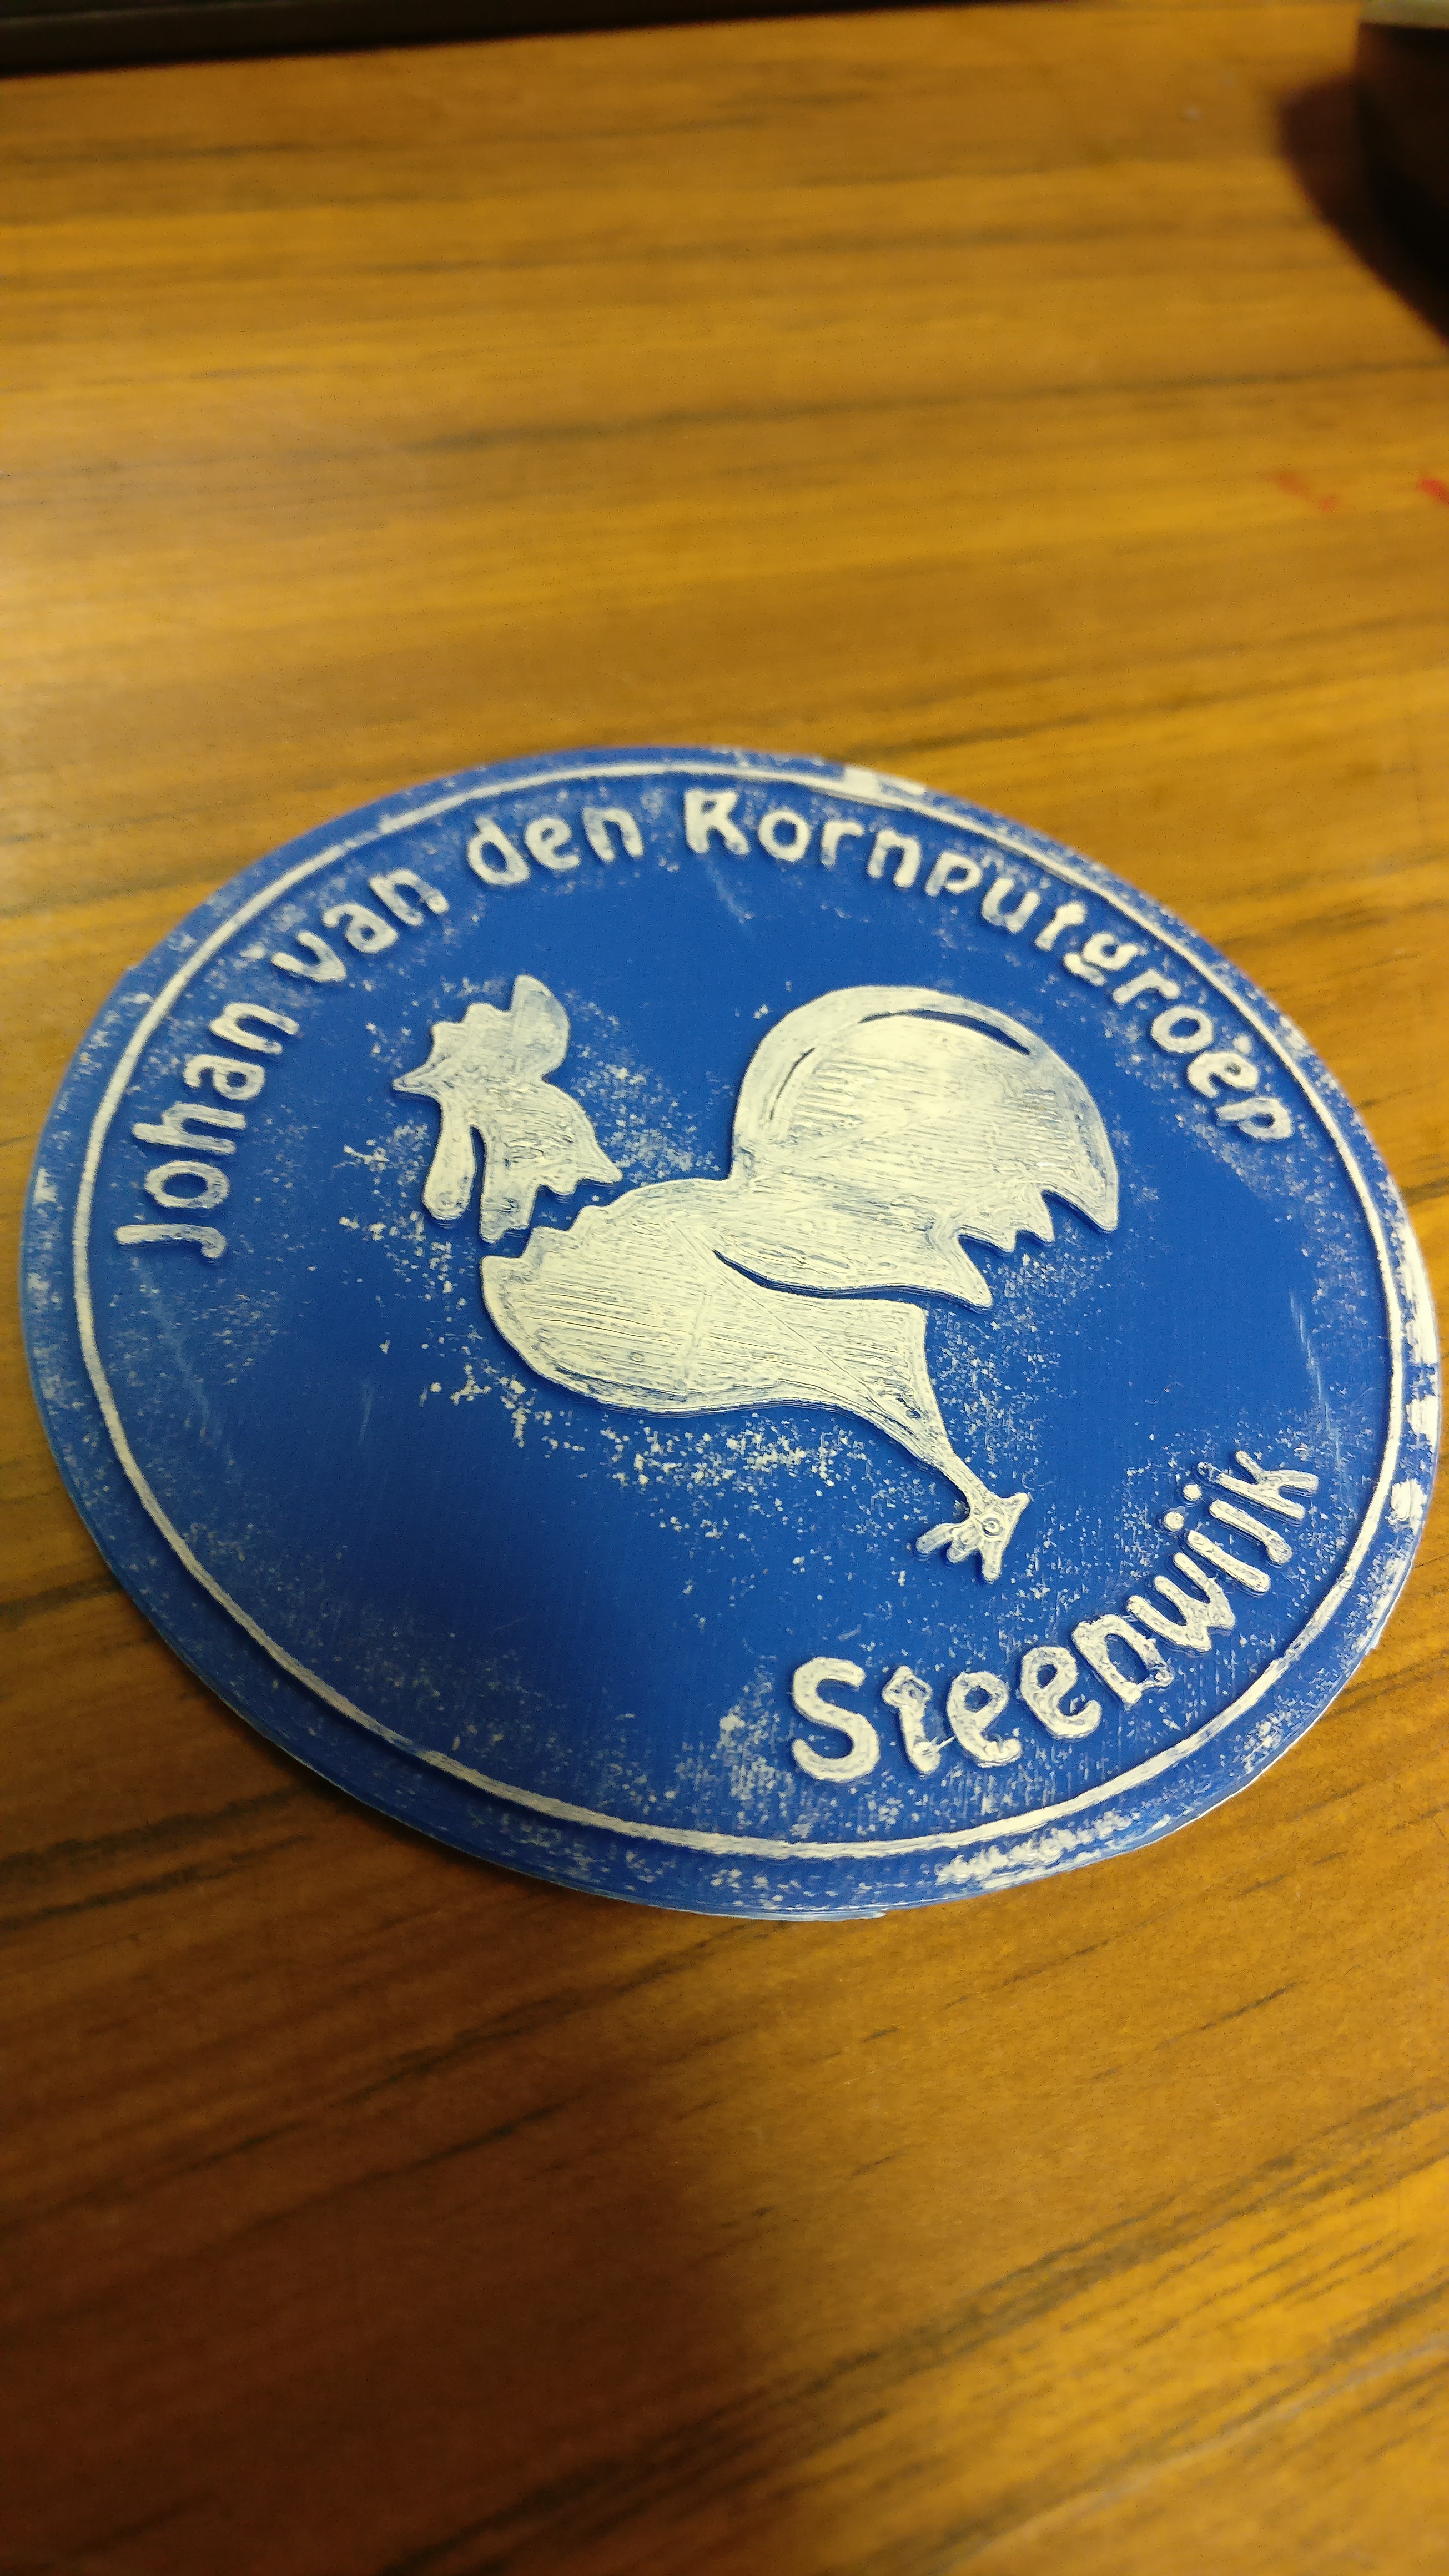 Johan van den Kornputgroep
Steenwijk